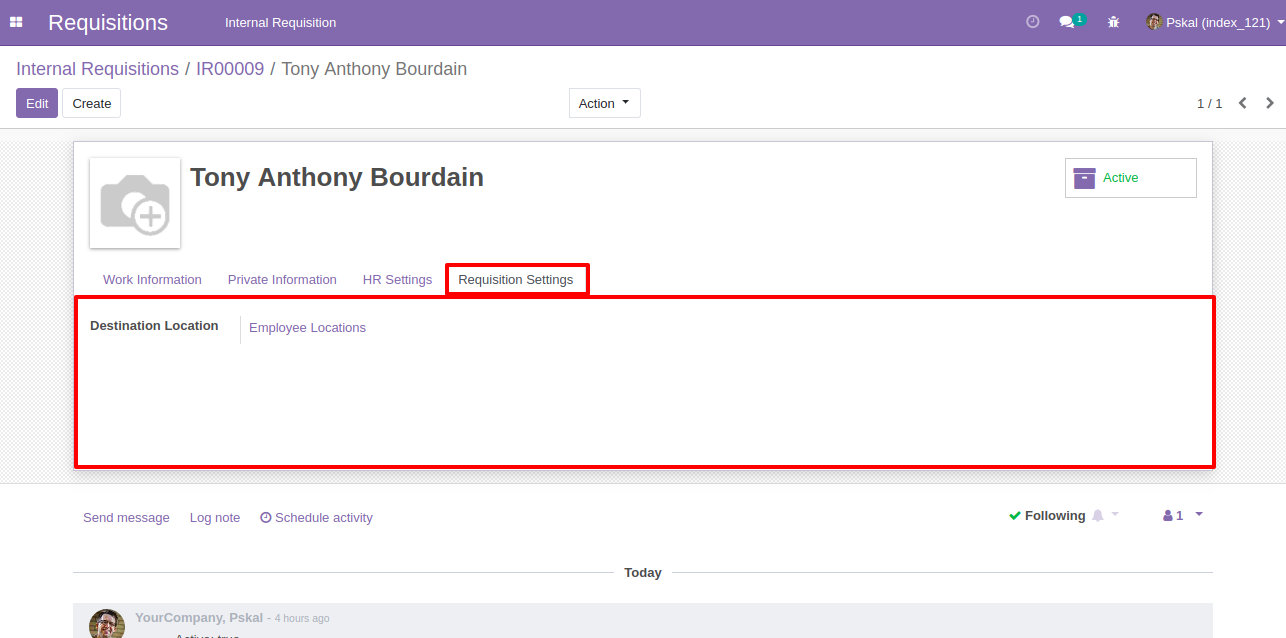 Requisitions Internal Requisition 1 Pskal (index_121)
Internal Requisitions / IR00009 / Tony Anthony Bourdain
Edit Create Action 1 / 1
Tony Anthony Bourdain
Active
Work Information Private Information HR Settings Requisition Settings
Destination Location Employee Locations
Send message Log note Schedule activity Following 1
Today
YourCompany, Pskal - 4 hours ago
Active: true